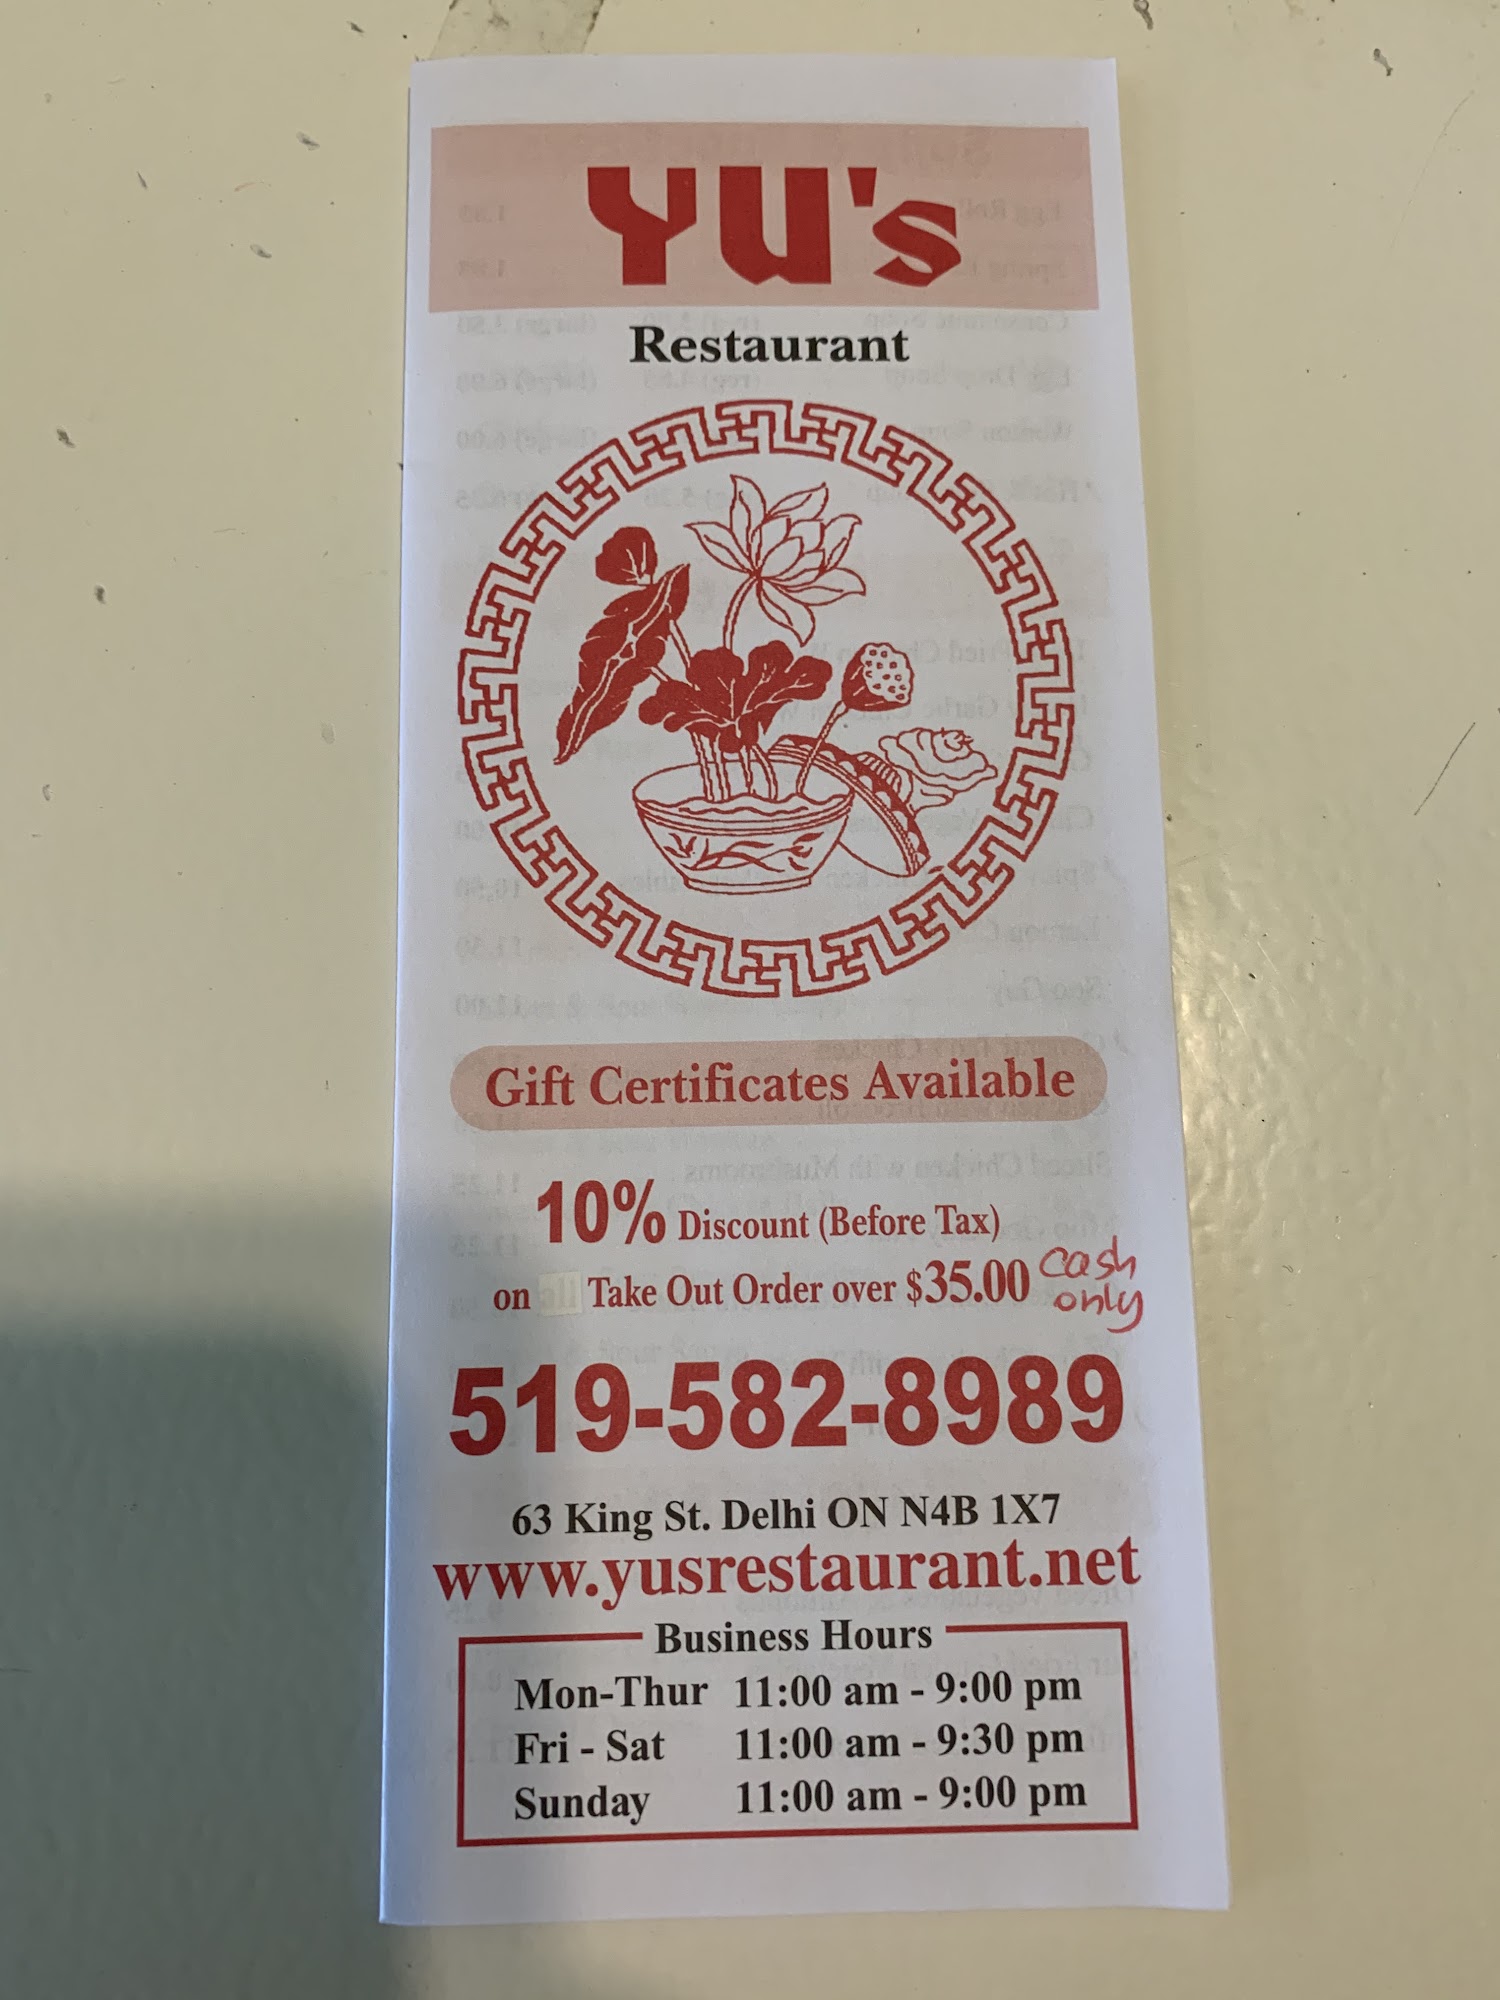 YU's
Restaurant
Gift Certificates Available
10% Discount (Before Tax)
on all Take Out Order over $35.00 cash only
519-582-8989
63 King St. Delhi ON N4B 1X7
www.yusrestaurant.net
Business Hours
Mon-Thur 11:00 am - 9:00 pm
Fri - Sat 11:00 am - 9:30 pm
Sunday 11:00 am - 9:00 pm